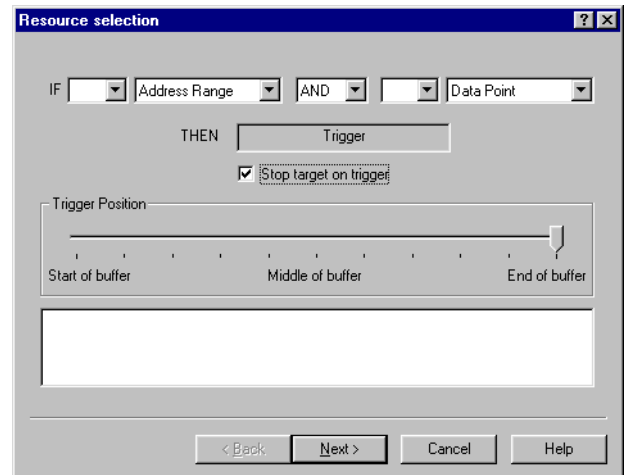 Resource selection
IF Address Range AND Data Point
THEN Trigger
Stop target on trigger
Trigger Position
Start of buffer Middle of buffer End of buffer
< Back Next > Cancel Help